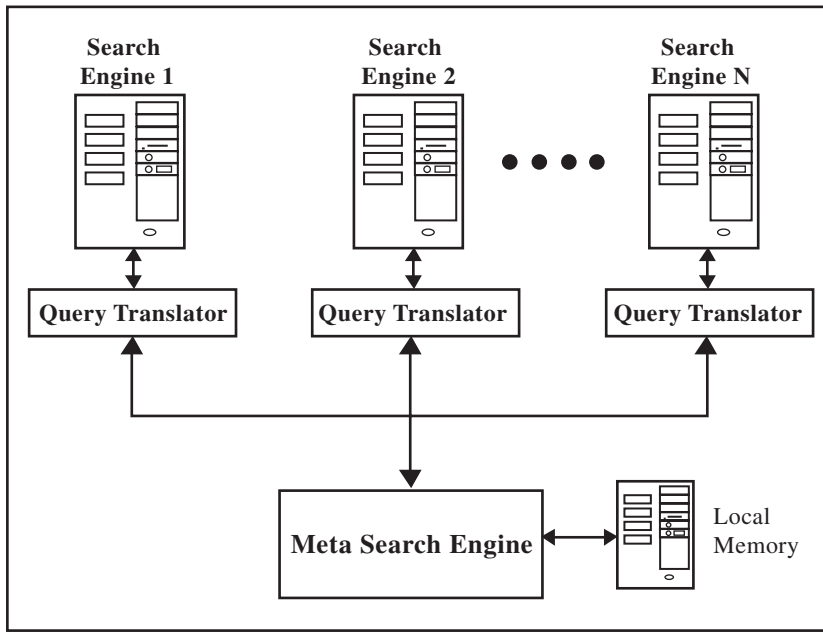 Search
Engine 1
Search
Engine 2
Search
Engine N
Query Translator
Query Translator
Query Translator
Meta Search Engine
Local
Memory